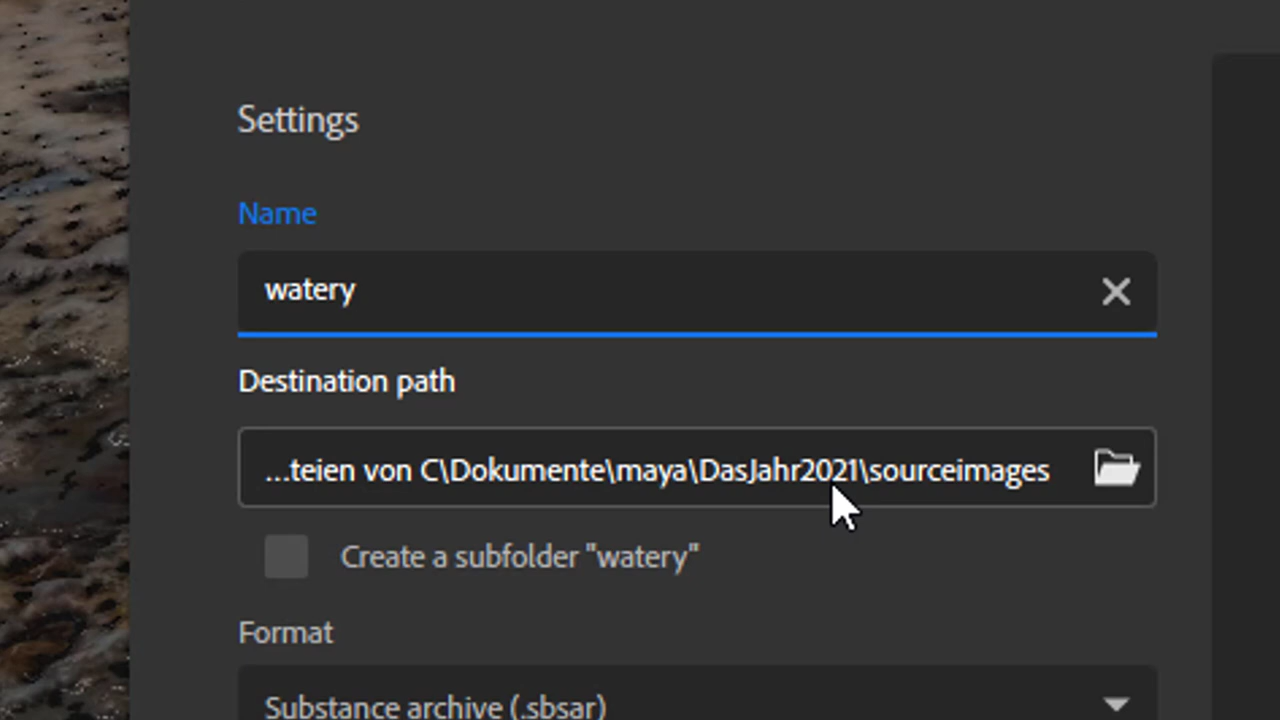 Settings
Name
watery
Destination path
...teien von C\Dokumente\maya\DasJahr2021\sourceimages
Create a subfolder "watery"
Format
Substance archive (.sbsar)